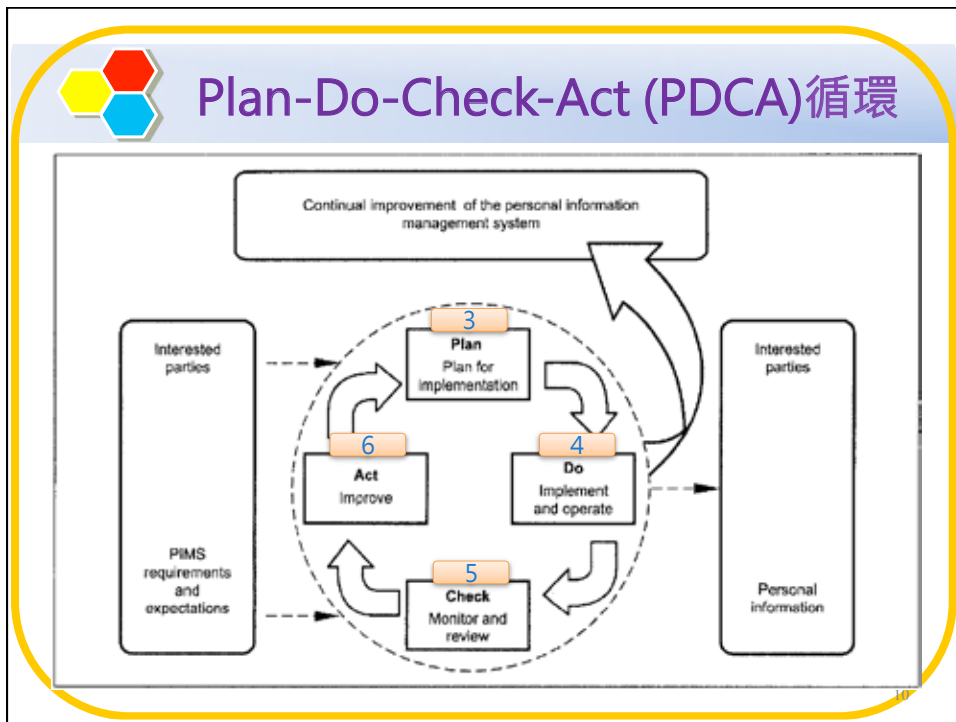 Plan-Do-Check-Act (PDCA)循環
Continual improvement of the personal information
management system
Interested
parties
PIMS
requirements
and
expectations
3
Plan
Plan for
implementation
6
Act
Improve
4
Do
Implement
and operate
5
Check
Monitor and
review
Interested
parties
Personal
information
10